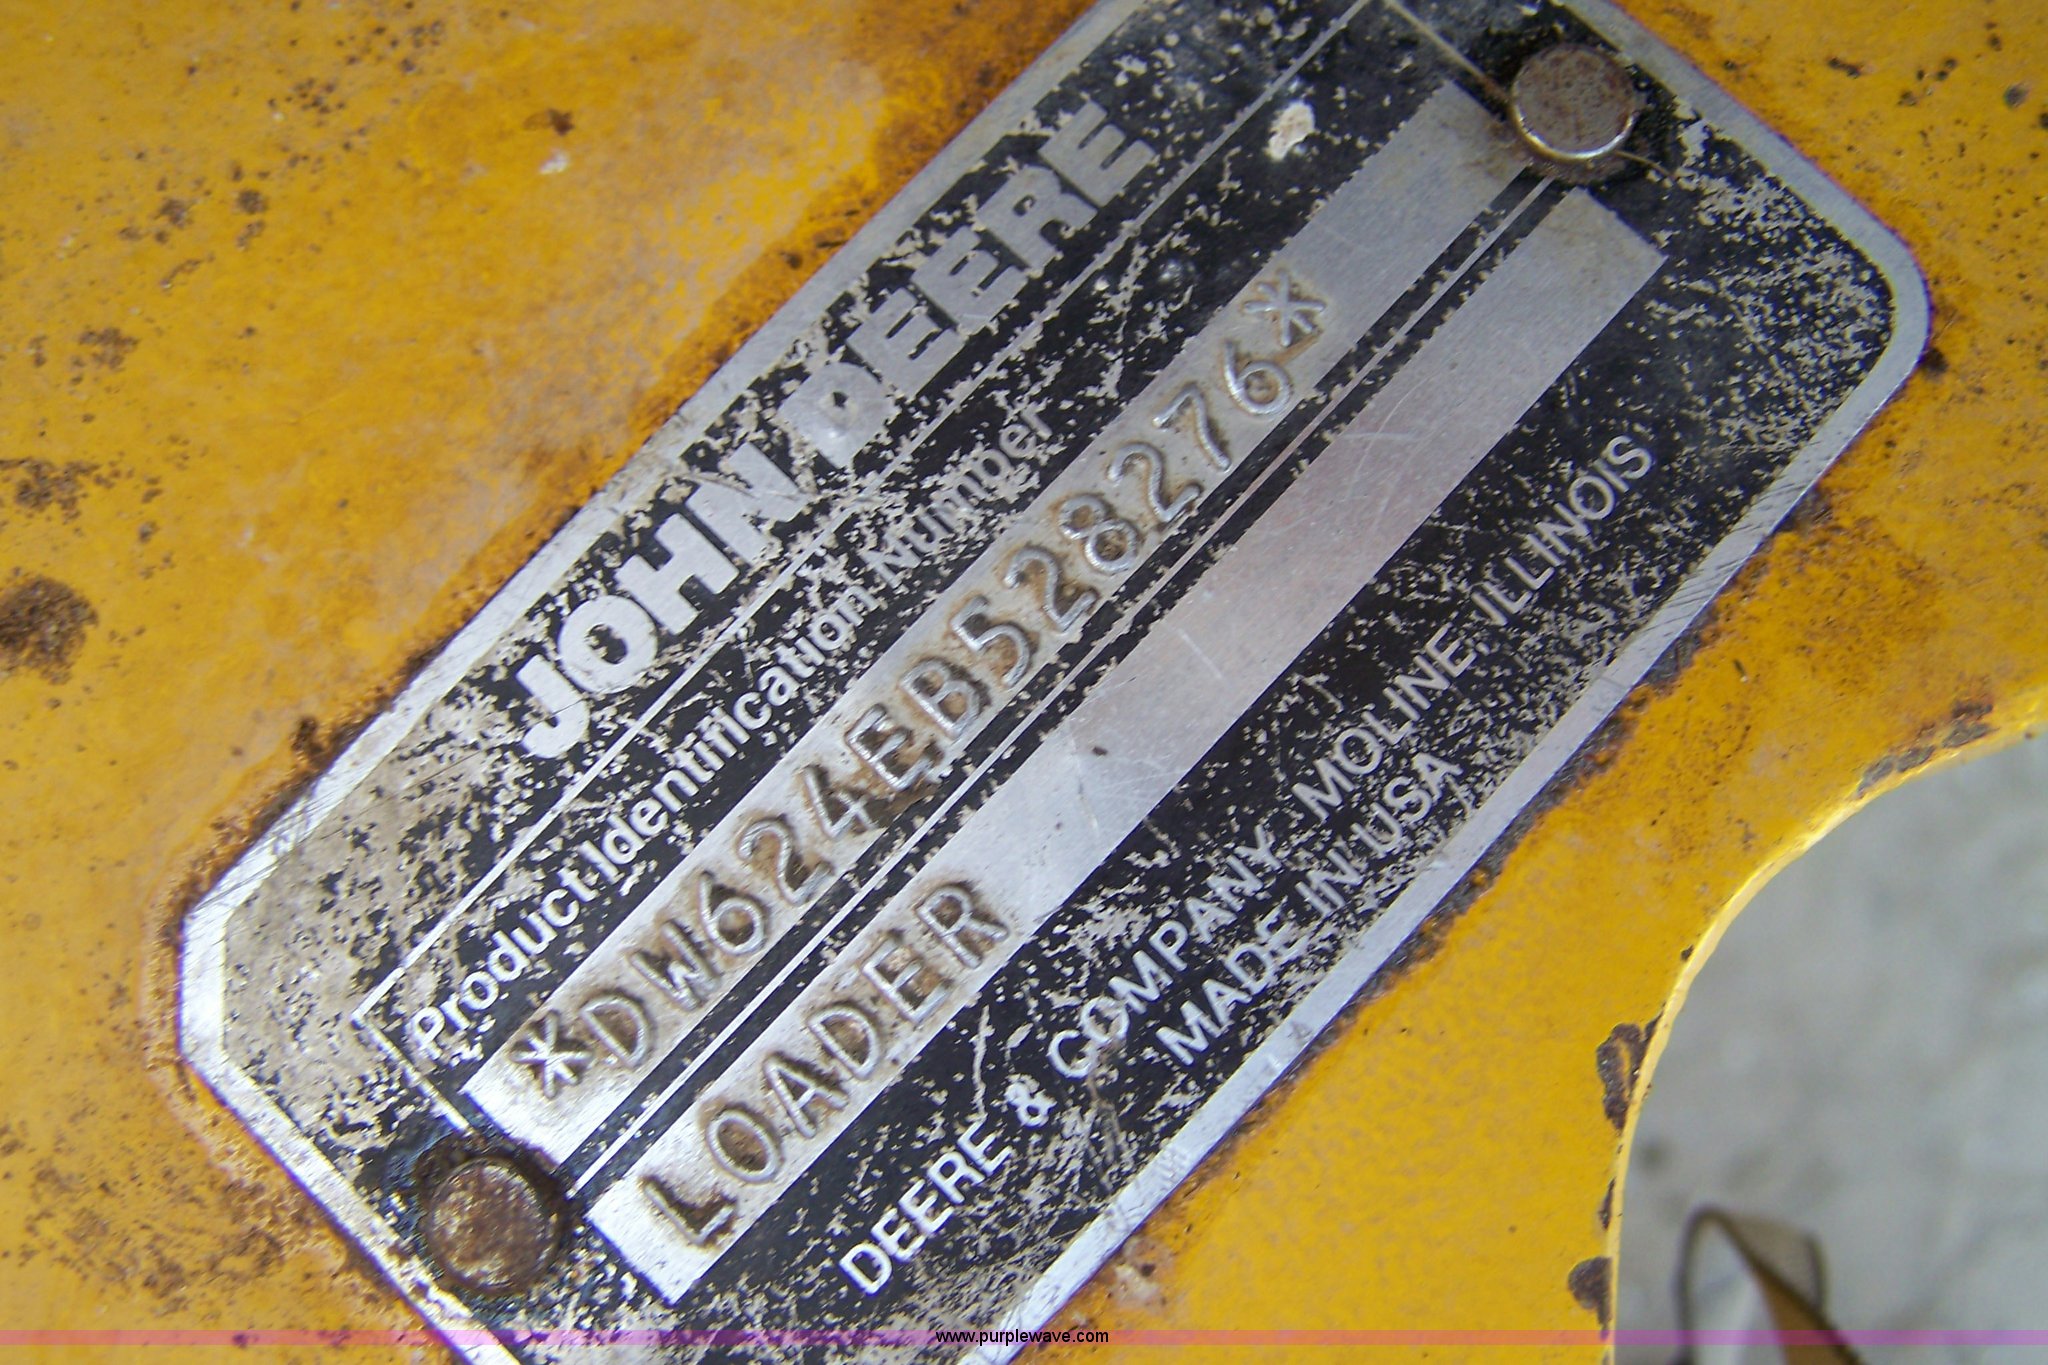 JOHN DEERE
Product Identification Number
*DW624EB528276*
LOADER
DEERE & COMPANY MOLINE, ILLINOIS
MADE IN USA
www.purplewave.com